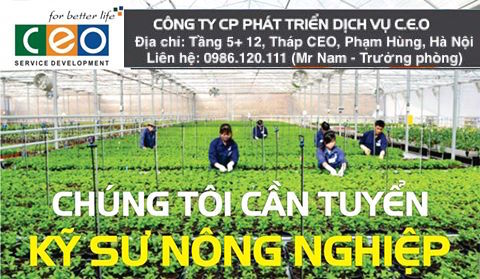 for better life
ceo
SERVICE DEVELOPMENT
CÔNG TY CP PHÁT TRIỂN DỊCH VỤ C.E.O
Địa chỉ: Tầng 5+ 12, Tháp CEO, Phạm Hùng, Hà Nội
Liên hệ: 0986.120.111 (Mr Nam - Trưởng phòng)
CHÚNG TÔI CẦN TUYỂN
KỸ SƯ NÔNG NGHIỆP